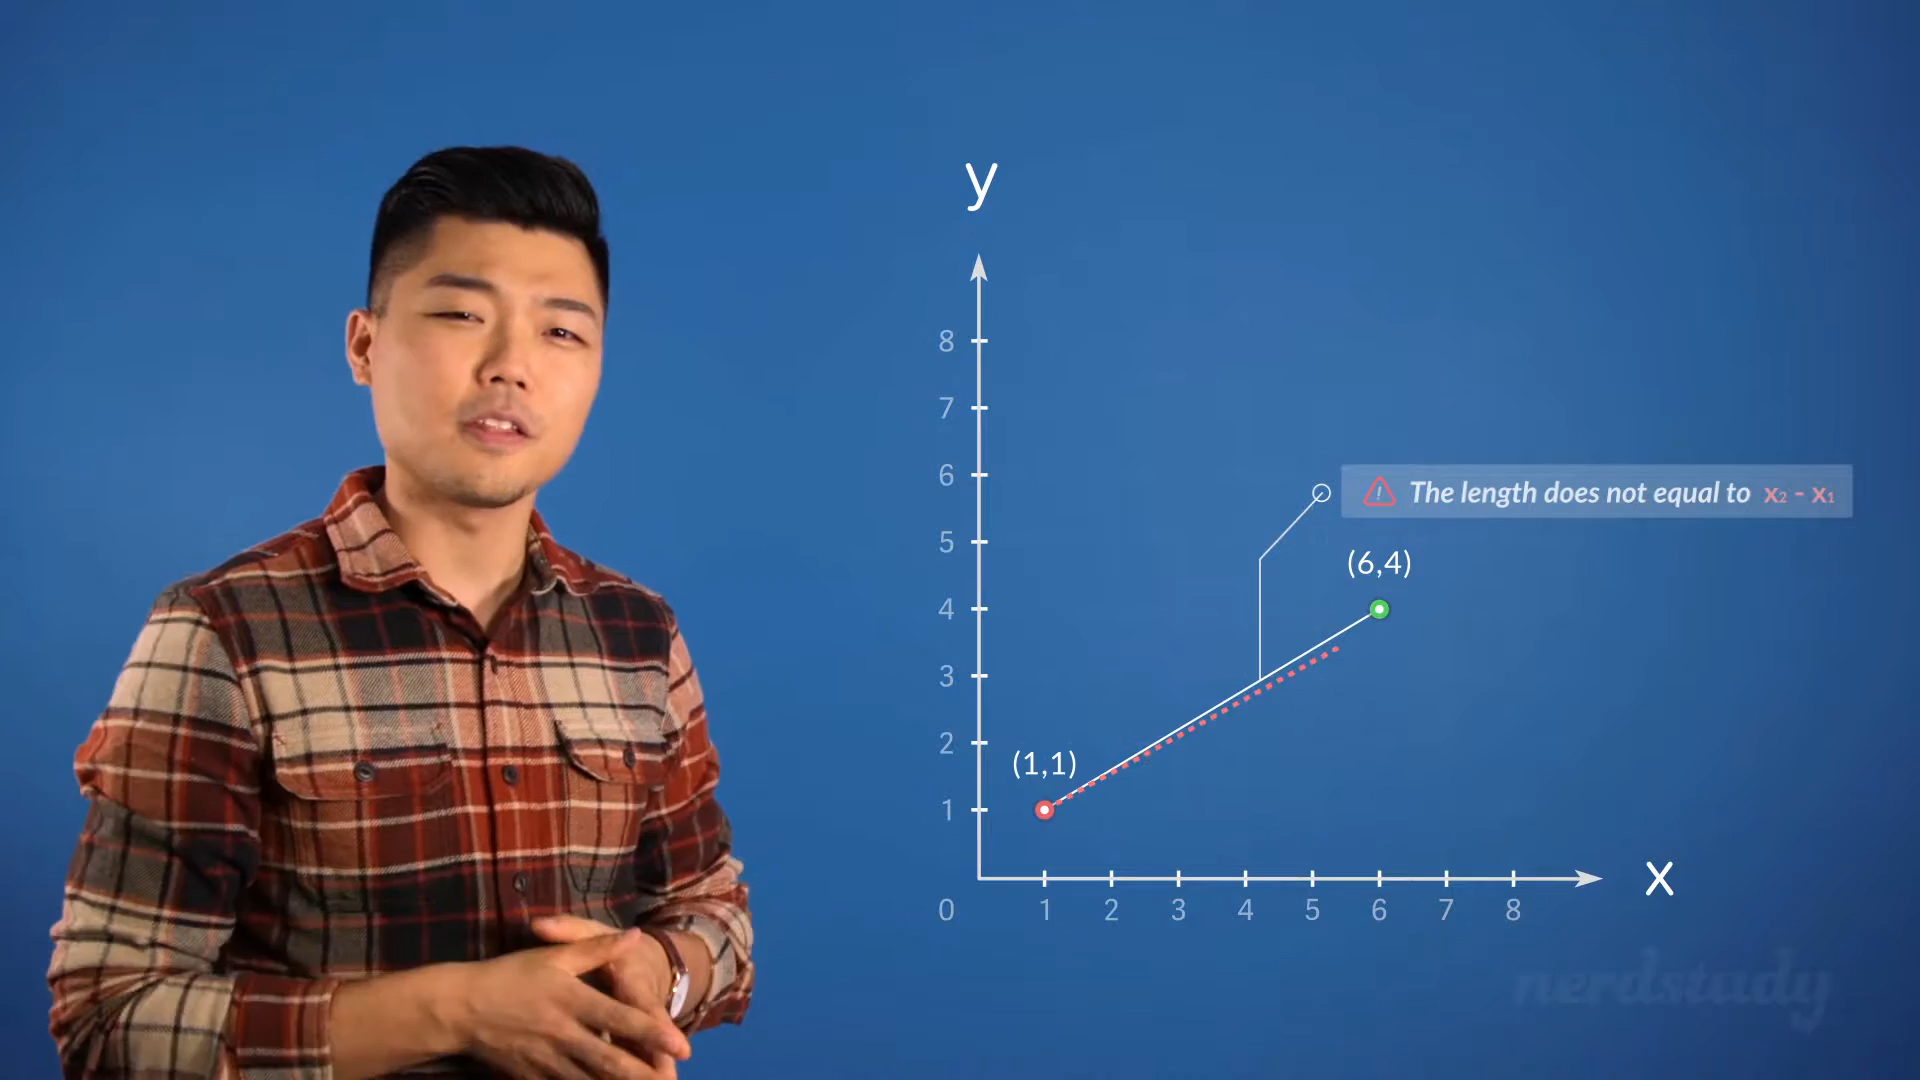 y
8
7
6
The length does not equal to x₂ - x₁
5
(6,4)
4
3
2
(1,1)
1
x
0 1 2 3 4 5 6 7 8
nerdstudy